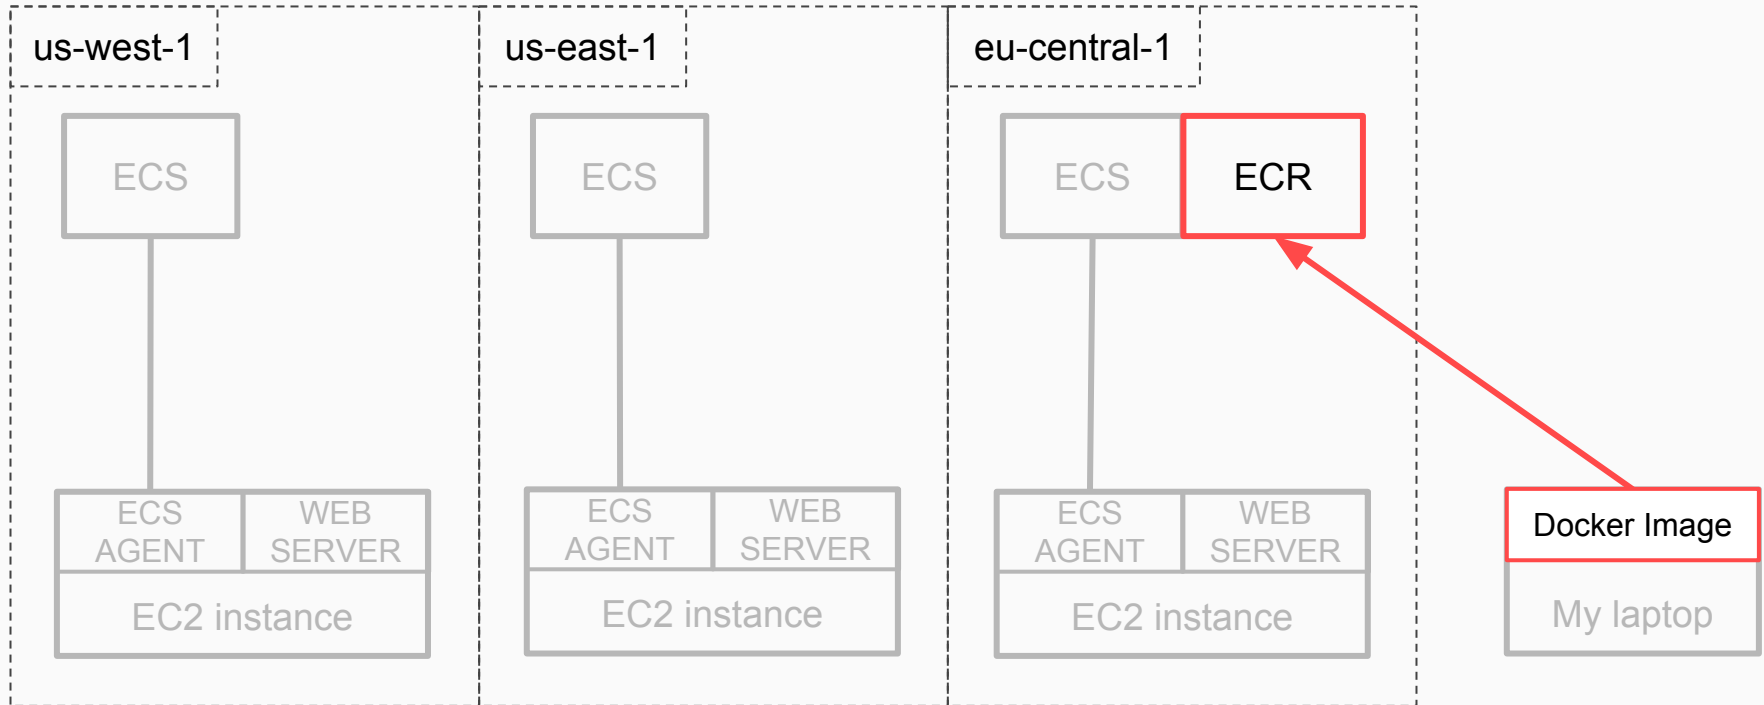 us-west-1
us-east-1
eu-central-1
ECS
ECS
ECS
ECR
ECS
AGENT
WEB
SERVER
EC2 instance
ECS
AGENT
WEB
SERVER
EC2 instance
ECS
AGENT
WEB
SERVER
EC2 instance
Docker Image
My laptop